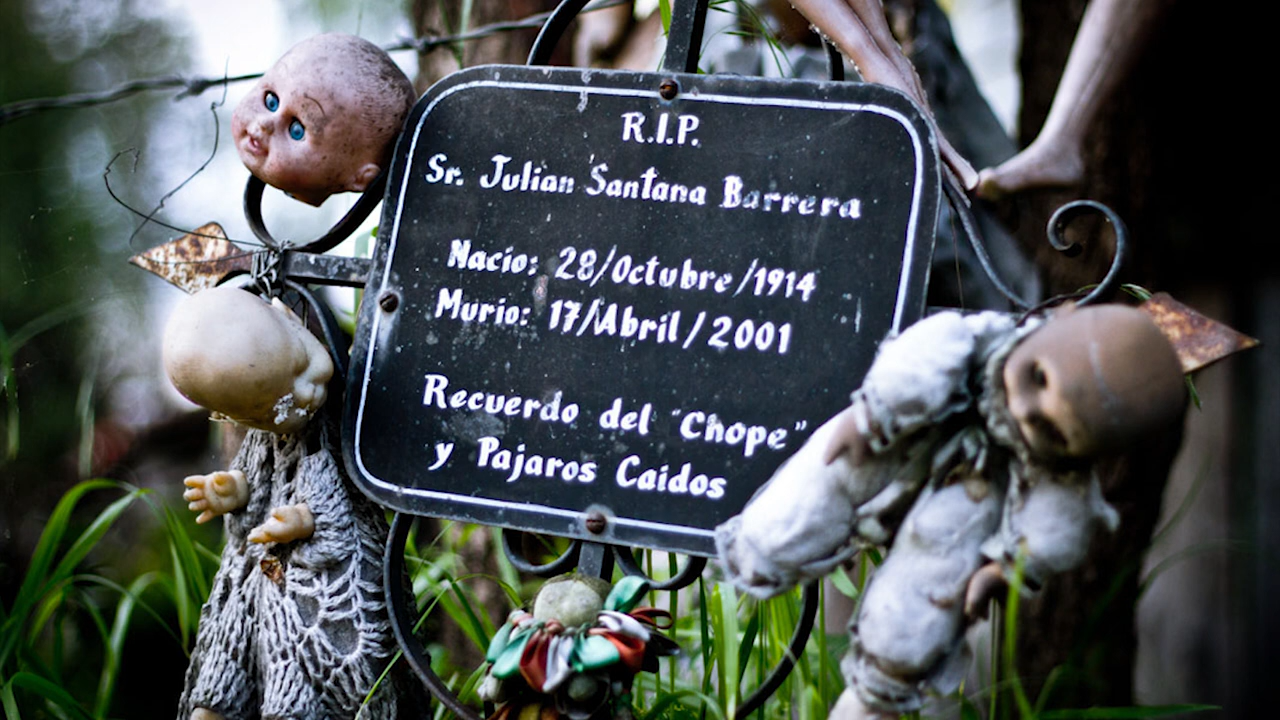 R.I.P.
Sr. Julian Santana Barrera
Nacio: 28/Octubre/1914
Murio: 17/Abril/2001
Recuerdo del "Chope"
y Pajaros Caidos